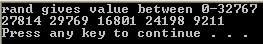 rand gives value between 0-32767
27814 29769 16801 24198 9211
Press any key to continue . . .